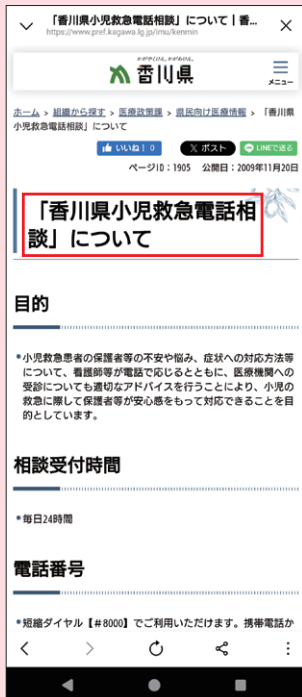 「香川県小児救急電話相談」について | 香...
https://www.pref.kagawa.lg.jp/imu/kenmin
香川県
メニュー
ホーム > 組織から探す > 医療政策課 > 県民向け医療情報 > 「香川県
小児救急電話相談」について
いいね! 0 ポスト LINEで送る
ページID:1905 公開日:2009年11月20日
「香川県小児救急電話相
談」について
目的
•小児救急患者の保護者等の不安や悩み、症状への対応方法等
について、看護師等が電話で応じるとともに、医療機関への
受診についても適切なアドバイスを行うことにより、小児の
救急に際して保護者等が安心感をもって対応できることを目
的としています。
相談受付時間
•毎日24時間
電話番号
•短縮ダイヤル【#8000】でご利用いただけます。携帯電話か